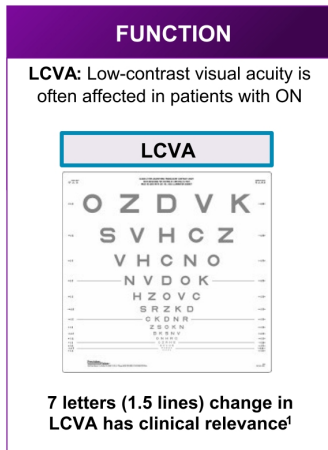 FUNCTION
LCVA: Low-contrast visual acuity is
often affected in patients with ON
LCVA
O Z D V K
S V H C Z
V H C N O
N V D O K
H Z O V C
S R Z K D
C K D N R
Z S O K N
E K S N V
7 letters (1.5 lines) change in
LCVA has clinical relevance¹